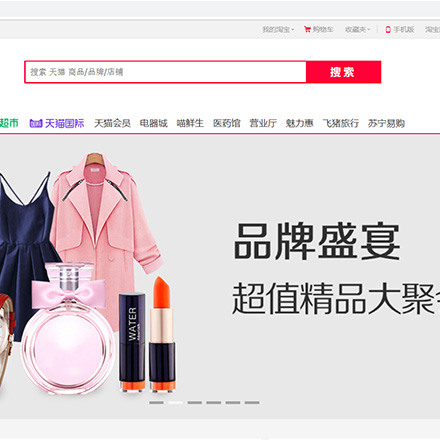 我的淘宝 购物车 收藏夹 手机版 淘宝
搜索 天猫 商品/品牌/店铺 搜索
超市 天猫国际 天猫会员 电器城 喵鲜生 医药馆 营业厅 魅力惠 飞猪旅行 苏宁易购
品牌盛宴
超值精品大聚会
WATER